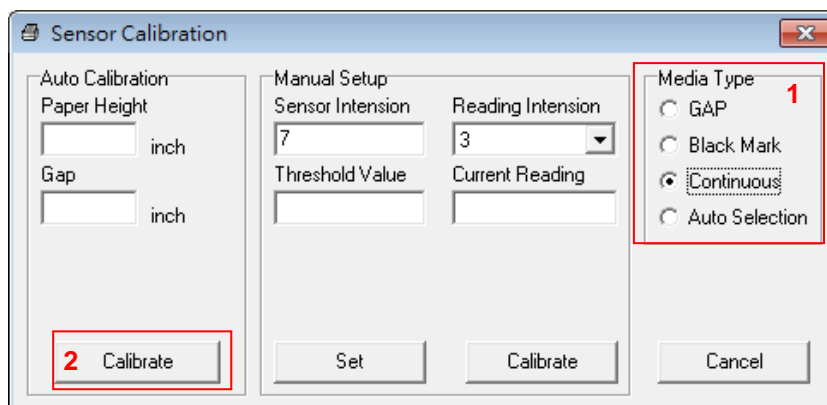 Sensor Calibration
Auto Calibration
Paper Height
inch
Gap
inch
2 Calibrate
Manual Setup
Sensor Intension
7
Reading Intension
3
Threshold Value
Current Reading
Set
Calibrate
Media Type
1
GAP
Black Mark
Continuous
Auto Selection
Cancel